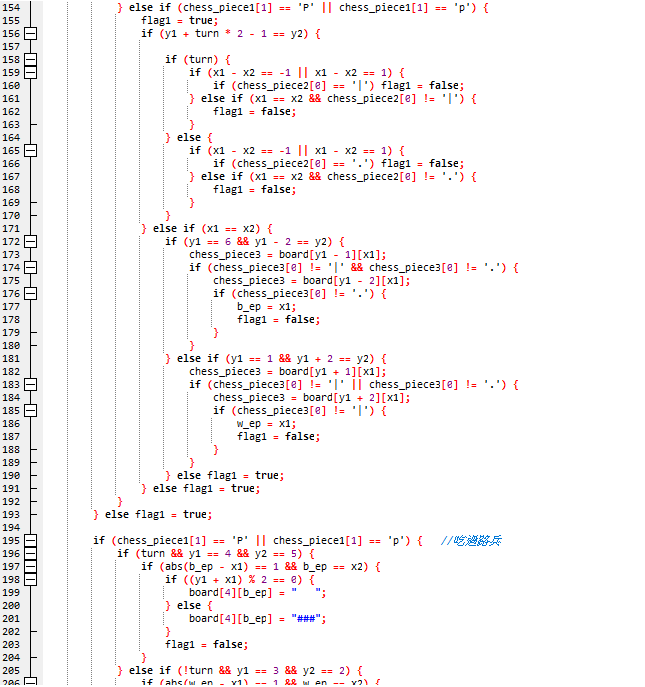 154 } else if (chess_piece1[1] == 'P' || chess_piece1[1] == 'p') {
155 flag1 = true;
156 if (y1 + turn * 2 - 1 == y2) {
157
158 if (turn) {
159 if (x1 - x2 == -1 || x1 - x2 == 1) {
160 if (chess_piece2[0] == '|') flag1 = false;
161 } else if (x1 == x2 && chess_piece2[0] != '|') {
162 flag1 = false;
163 }
164 } else {
165 if (x1 - x2 == -1 || x1 - x2 == 1) {
166 if (chess_piece2[0] == '.') flag1 = false;
167 } else if (x1 == x2 && chess_piece2[0] != '.') {
168 flag1 = false;
169 }
170 }
171 } else if (x1 == x2) {
172 if (y1 == 6 && y1 - 2 == y2) {
173 chess_piece3 = board[y1 - 1][x1];
174 if (chess_piece3[0] != '|' && chess_piece3[0] != '.') {
175 chess_piece3 = board[y1 - 2][x1];
176 if (chess_piece3[0] != '.') {
177 b_ep = x1;
178 flag1 = false;
179 }
180 }
181 } else if (y1 == 1 && y1 + 2 == y2) {
182 chess_piece3 = board[y1 + 1][x1];
183 if (chess_piece3[0] != '|' || chess_piece3[0] != '.') {
184 chess_piece3 = board[y1 + 2][x1];
185 if (chess_piece3[0] != '|') {
186 w_ep = x1;
187 flag1 = false;
188 }
189 }
190 } else flag1 = true;
191 } else flag1 = true;
192 }
193 } else flag1 = true;
194
195 if (chess_piece1[1] == 'P' || chess_piece1[1] == 'p') { //吃過路兵
196 if (turn && y1 == 4 && y2 == 5) {
197 if (abs(b_ep - x1) == 1 && b_ep == x2) {
198 if ((y1 + x1) % 2 == 0) {
199 board[4][b_ep] = "   ";
200 } else {
201 board[4][b_ep] = "###";
202 }
203 flag1 = false;
204 }
205 } else if (!turn && y1 == 3 && y2 == 2) {
206 if (abs(w_ep - x1) == 1 && w_ep == x2) {